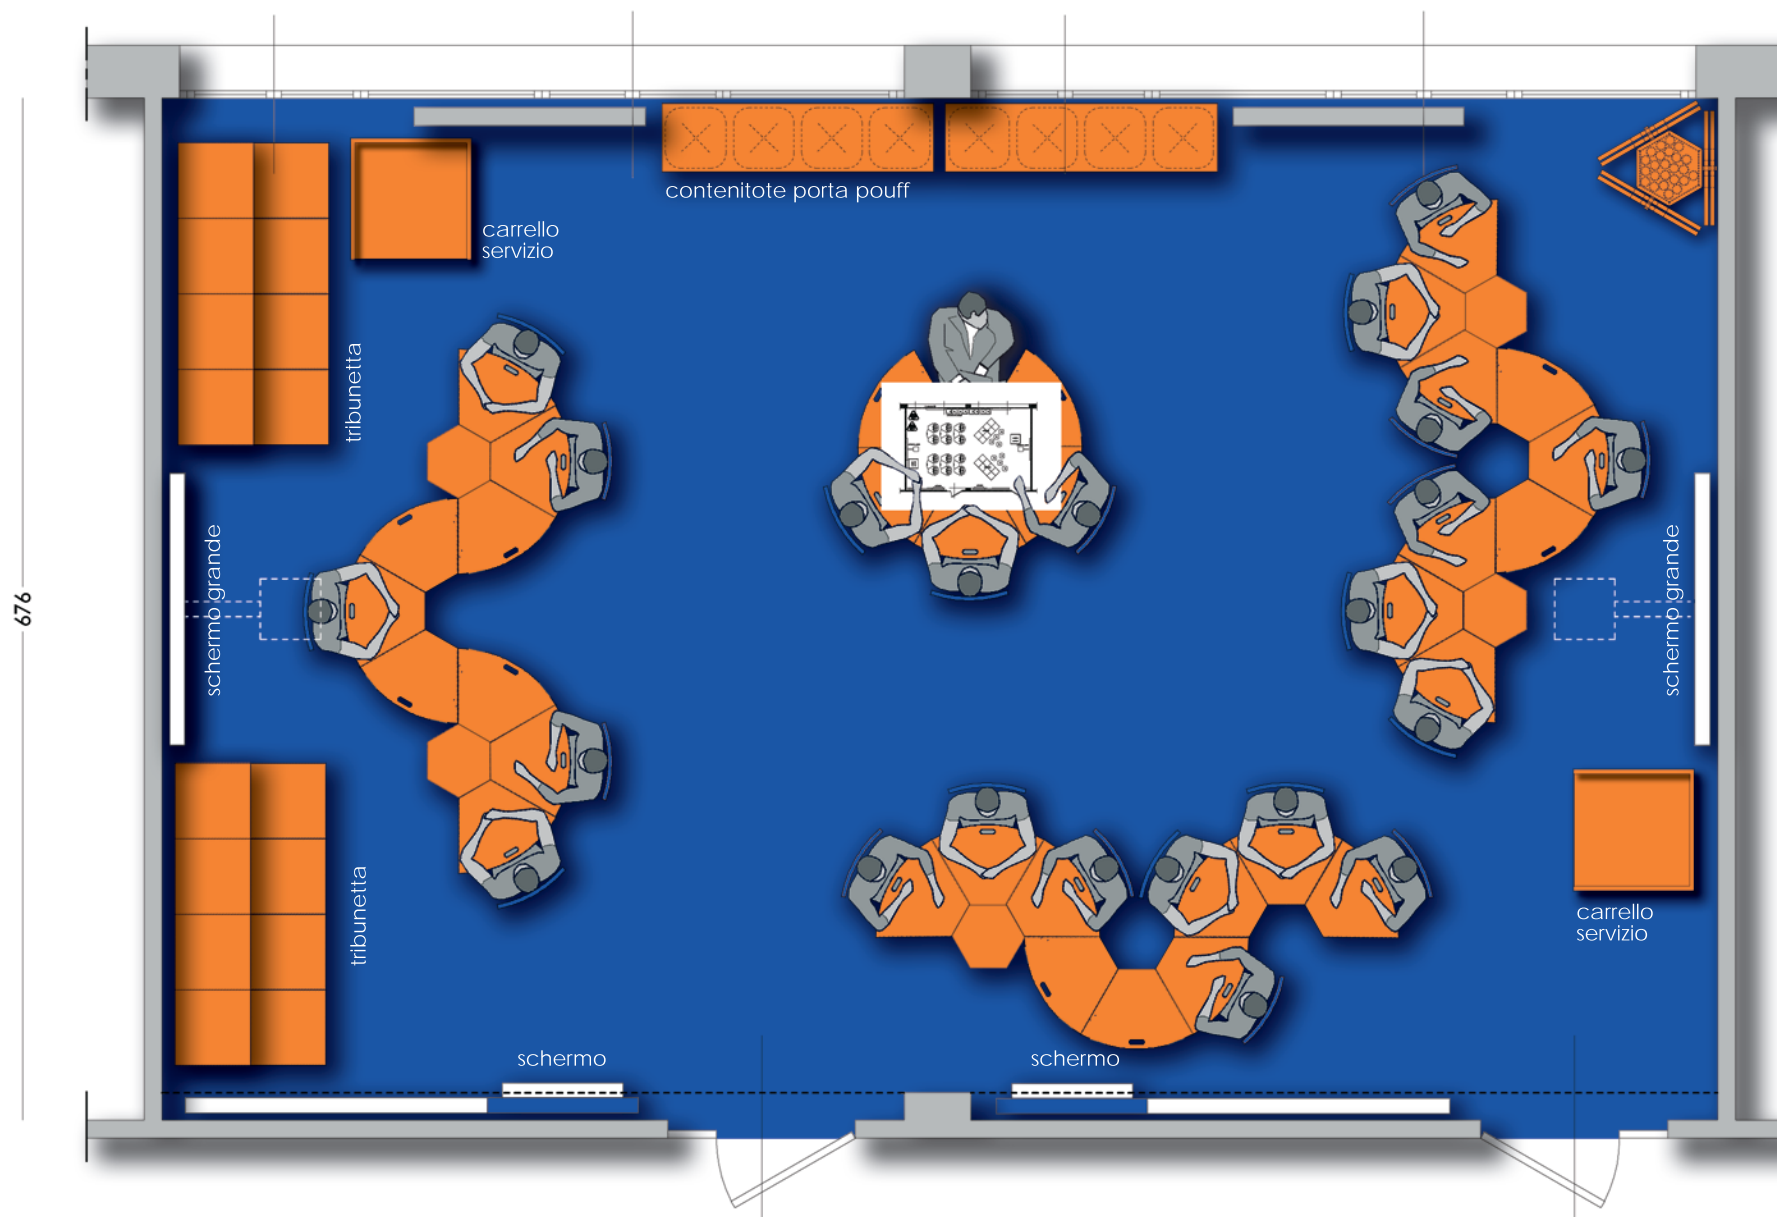 contenitote porta pouff
carrello
servizio
tribunetta
676
schermo grande
schermo grande
tribunetta
carrello
servizio
schermo
schermo